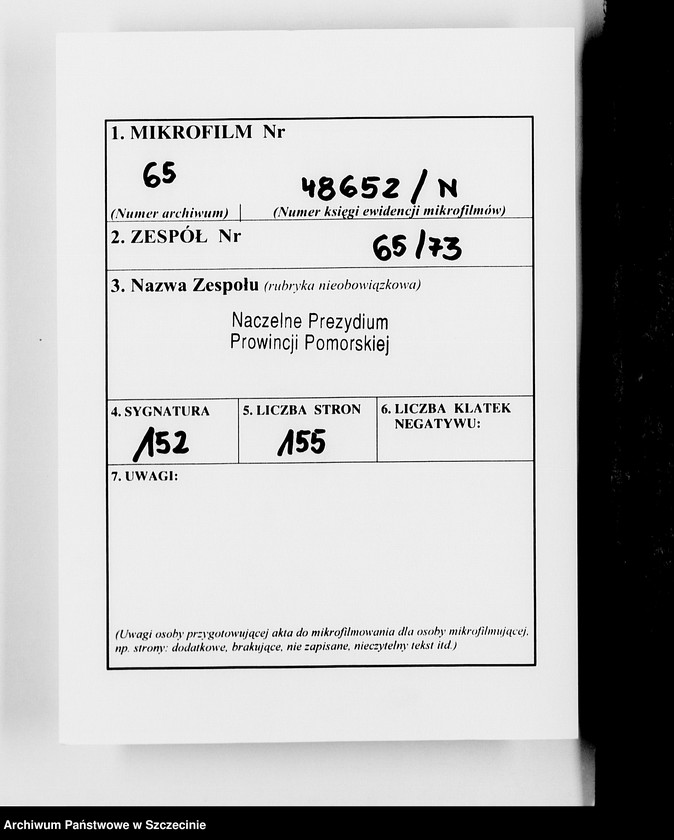 1. MIKROFILM Nr
65 48652/N
(Numer archiwum) | (Numer księgi ewidencji mikrofilmów)
2. ZESPÓŁ Nr
65/73
3. Nazwa Zespołu (rubryka nieobowiązkowa)
Naczelne Prezydium
Prowincji Pomorskiej
4. SYGNATURA
152
5. LICZBA STRON
155
6. LICZBA KLATEK
NEGATYWU:
7. UWAGI:
(Uwagi osoby przygotowującej akta do mikrofilmowania dla osoby mikrofilmującej.
np. strony: dodatkowe, brakujące, nie zapisane, nieczytelny tekst itd.)
Archiwum Państwowe w Szczecinie